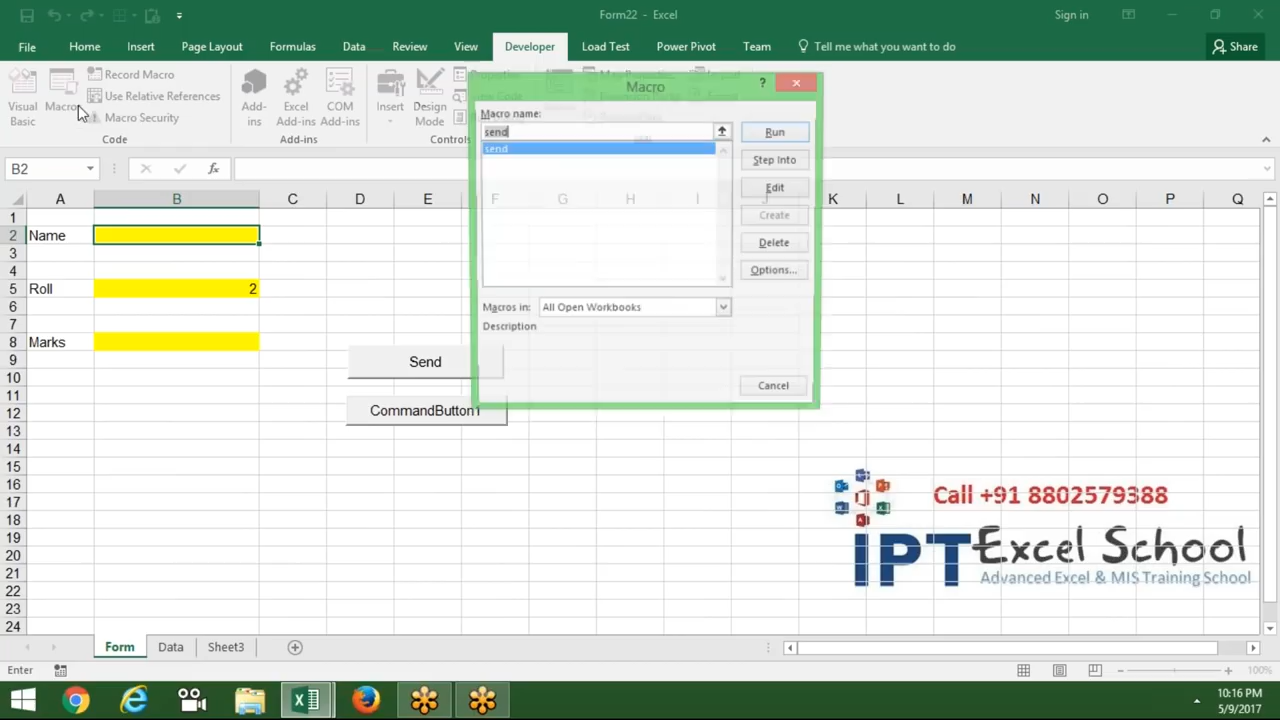 Form22 - Excel
Sign in
File Home Insert Page Layout Formulas Data Review View Developer Load Test Power Pivot Team Tell me what you want to do Share
Visual Basic
Macros
Record Macro
Use Relative References
Macro Security
Code
Add-ins
Excel Add-ins
COM Add-ins
Add-ins
Insert
Design Mode
Properties
Controls
Macro
?
Macro name:
send
send
Run
Step Into
Edit
Create
Delete
Options...
Macros in: All Open Workbooks
Description
Cancel
B2
fx
A B C D E F G H I K L M N O P Q
1
2 Name
3
4
5 Roll 2
6
7
8 Marks
9
10
11
12
13
14
15
16
17
18
19
20
21
22
23
24
Send
CommandButton1
Call +91 8802579388
IPT Excel School
Advanced Excel & MIS Training School
Form Data Sheet3
Enter
100%
10:16 PM
5/9/2017